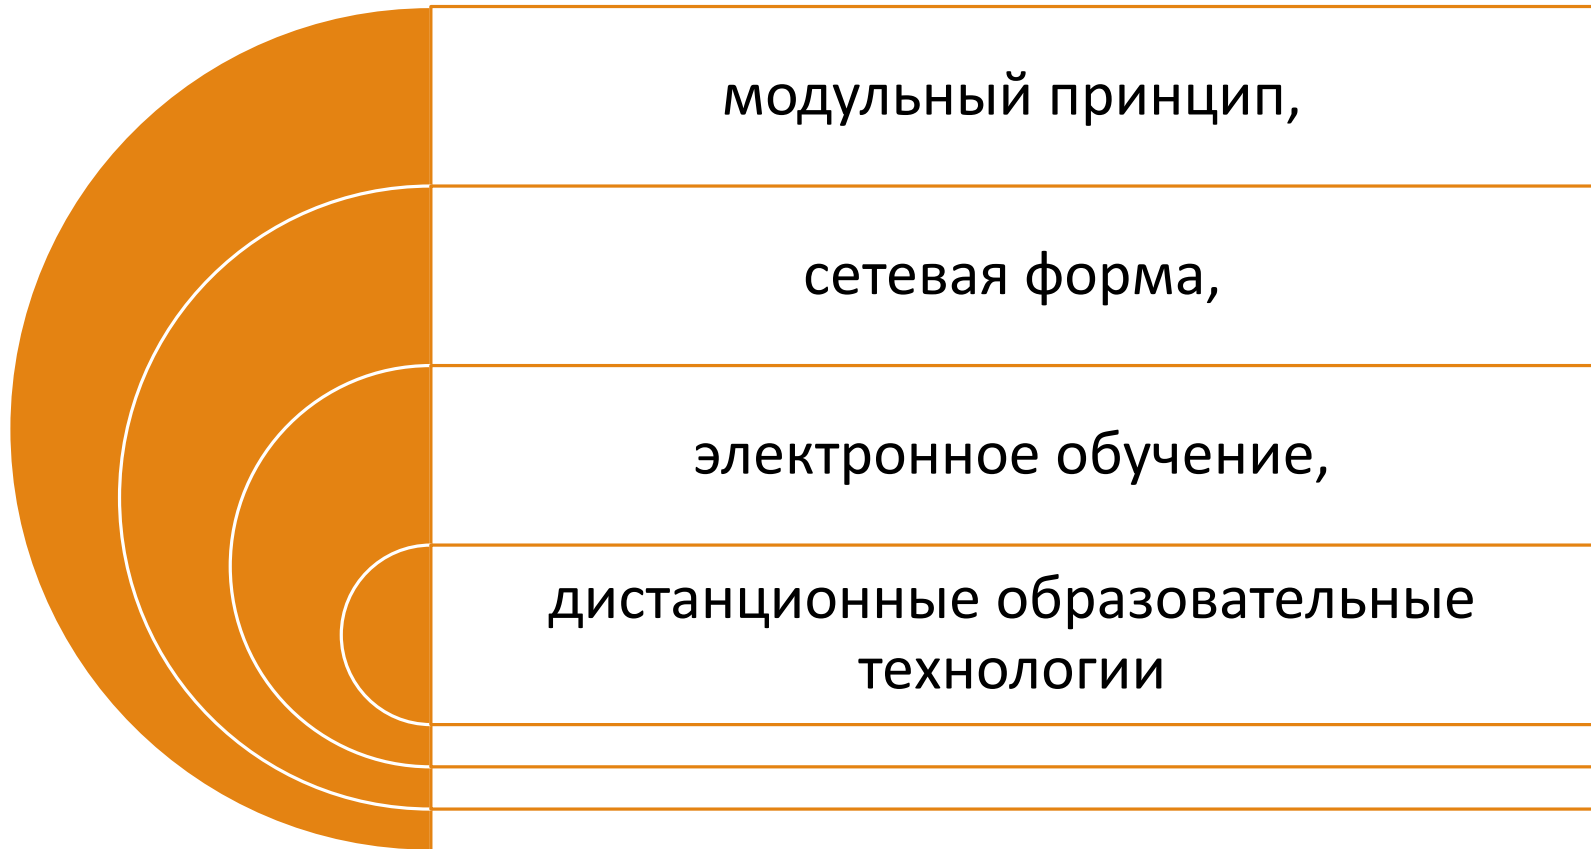 модульный принцип,
сетевая форма,
электронное обучение,
дистанционные образовательные
технологии